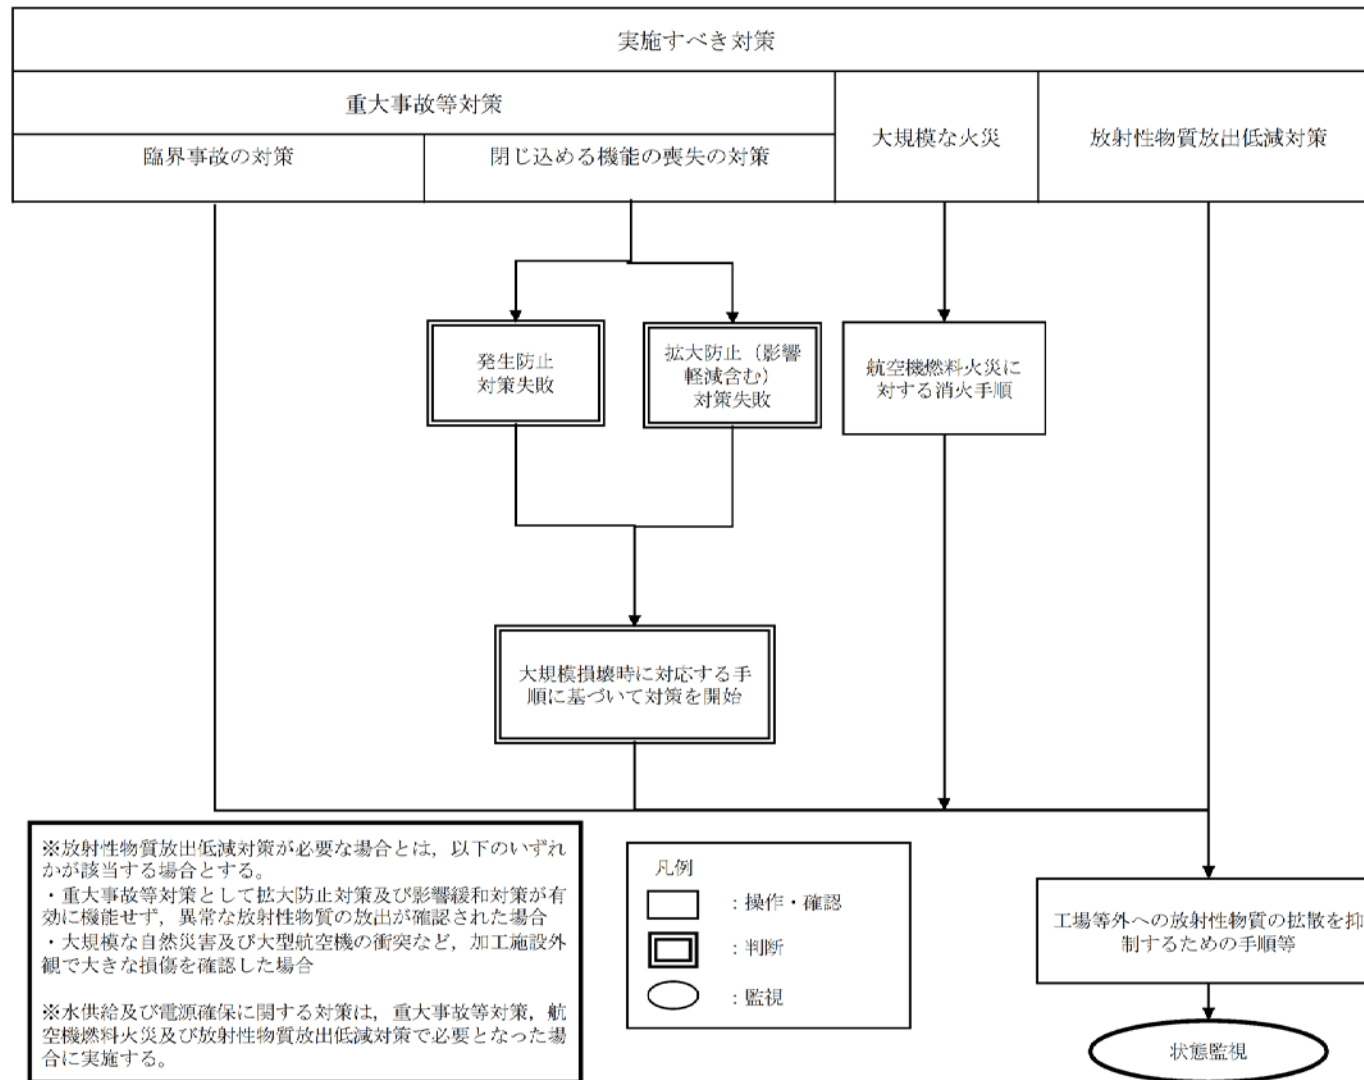 実施すべき対策
重大事故等対策
大規模な火災
放射性物質放出低減対策
臨界事故の対策
閉じ込める機能の喪失の対策
発生防止
対策失敗
拡大防止（影響
軽減含む）
対策失敗
航空機燃料火災に
対する消火手順
大規模損壊時に対応する手
順に基づいて対策を開始
※放射性物質放出低減対策が必要な場合とは，以下のいずれ
かが該当する場合とする。
・重大事故等対策として拡大防止対策及び影響緩和対策が有
効に機能せず，異常な放射性物質の放出が確認された場合
・大規模な自然災害及び大型航空機の衝突など，加工施設外
観で大きな損傷を確認した場合
※水供給及び電源確保に関する対策は，重大事故等対策，航
空機燃料火災及び放射性物質放出低減対策で必要となった場
合に実施する。
凡例
：操作・確認
：判断
：監視
工場等外への放射性物質の拡散を抑
制するための手順等
状態監視